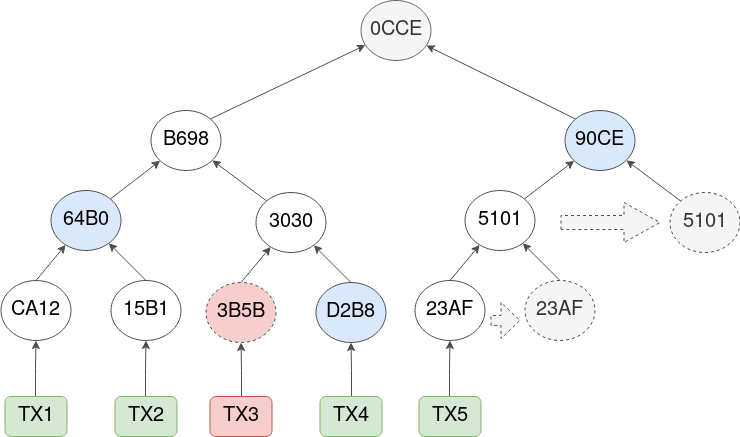 0CCE
B698
90CE
64B0
3030
5101
5101
CA12
15B1
3B5B
D2B8
23AF
23AF
TX1
TX2
TX3
TX4
TX5